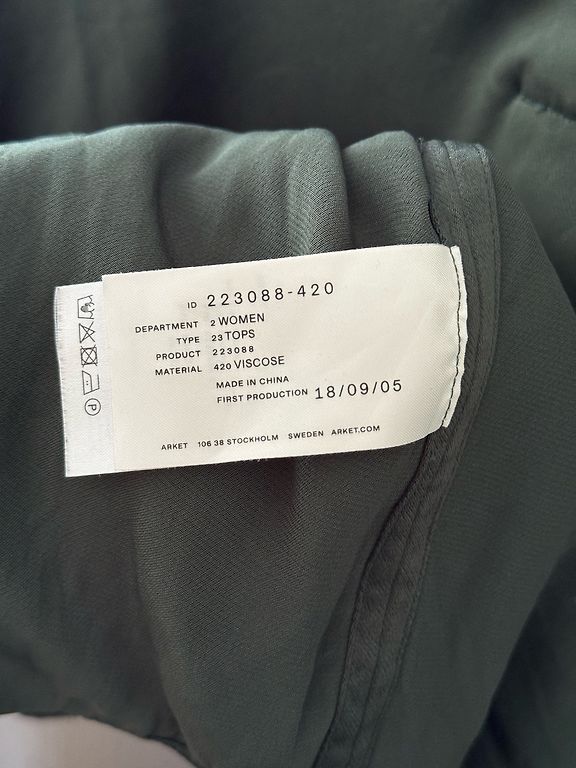 ID 223088-420
DEPARTMENT 2 WOMEN
TYPE 23 TOPS
PRODUCT 223088
MATERIAL 420 VISCOSE
MADE IN CHINA
FIRST PRODUCTION 18/09/05
ARKET 106 38 STOCKHOLM SWEDEN ARKET.COM
P